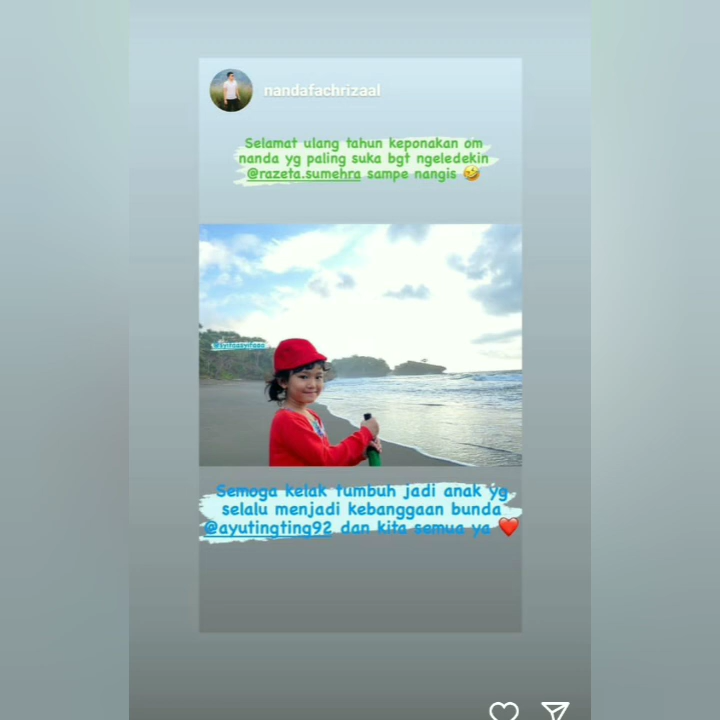 nandafachrizaal
Selamat ulang tahun keponakan om
nanda yg paling suka bgt ngeledekin
@razeta.sumehra sampe nangis 🤣
Semoga kelak tumbuh jadi anak yg
selalu menjadi kebanggaan bunda
@ayutingting92 dan kita semua ya ❤️